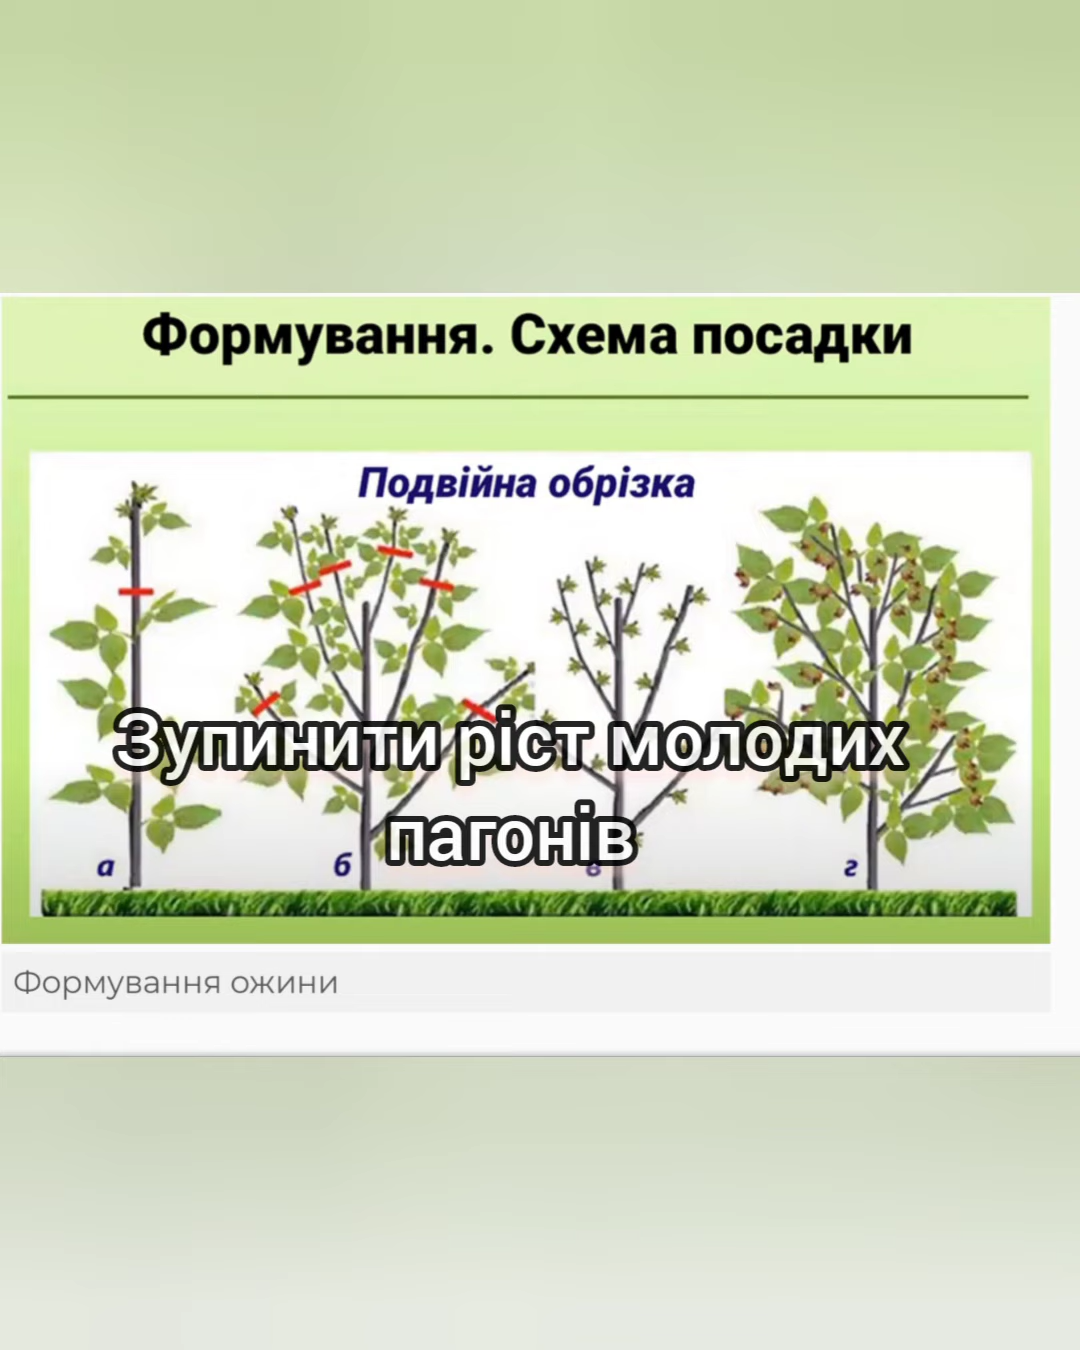 Формування. Схема посадки
Подвійна обрізка
Зупинити ріст молодих
пагонів
а
б
в
г
Формування ожини